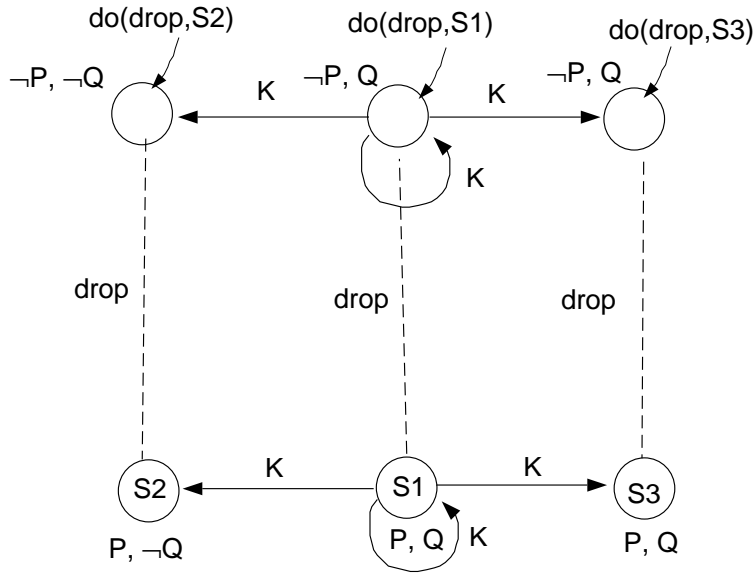 do(drop,S2)
do(drop,S1)
do(drop,S3)
¬P, ¬Q
¬P, Q
¬P, Q
K
K
K
drop
drop
drop
K
K
S2
S1
S3
P, ¬Q
P, Q
K
P, Q